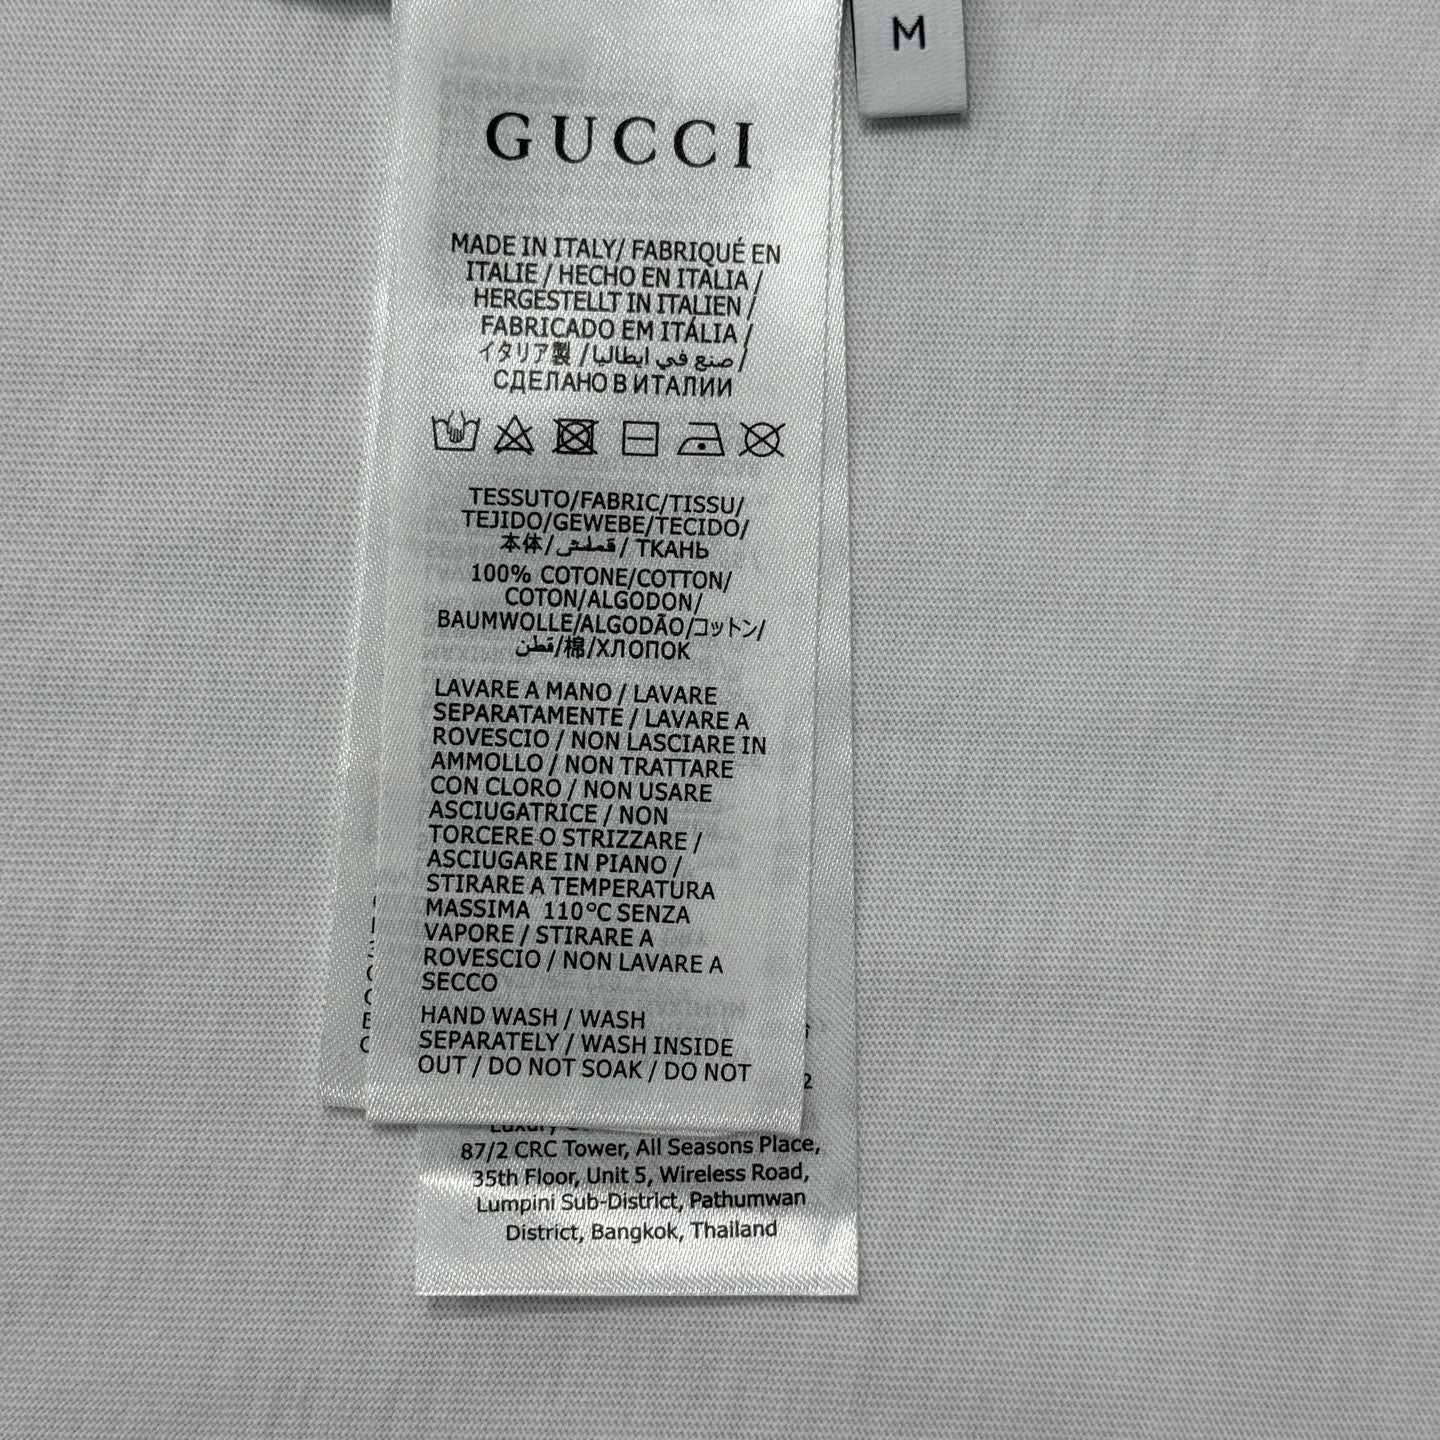 M
GUCCI
MADE IN ITALY/ FABRIQUÉ EN
ITALIE / HECHO EN ITALIA /
HERGESTELLT IN ITALIEN /
FABRICADO EM ITÁLIA /
イタリア製 / صنع في ايطاليا /
СДЕЛАНО В ИТАЛИИ
TESSUTO/FABRIC/TISSU/
TEJIDO/GEWEBE/TECIDO/
本体/ قملش / ТКАНЬ
100% COTONE/COTTON/
COTON/ALGODON/
BAUMWOLLE/ALGODÃO/コットン/
قطن/棉/ХЛОПОК
LAVARE A MANO / LAVARE
SEPARATAMENTE / LAVARE A
ROVESCIO / NON LASCIARE IN
AMMOLLO / NON TRATTARE
CON CLORO / NON USARE
ASCIUGATRICE / NON
TORCERE O STRIZZARE /
ASCIUGARE IN PIANO /
STIRARE A TEMPERATURA
MASSIMA 110°C SENZA
VAPORE / STIRARE A
ROVESCIO / NON LAVARE A
SECCO
HAND WASH / WASH
SEPARATELY / WASH INSIDE
OUT / DO NOT SOAK / DO NOT
Luxury
87/2 CRC Tower, All Seasons Place,
35th Floor, Unit 5, Wireless Road,
Lumpini Sub-District, Pathumwan
District, Bangkok, Thailand